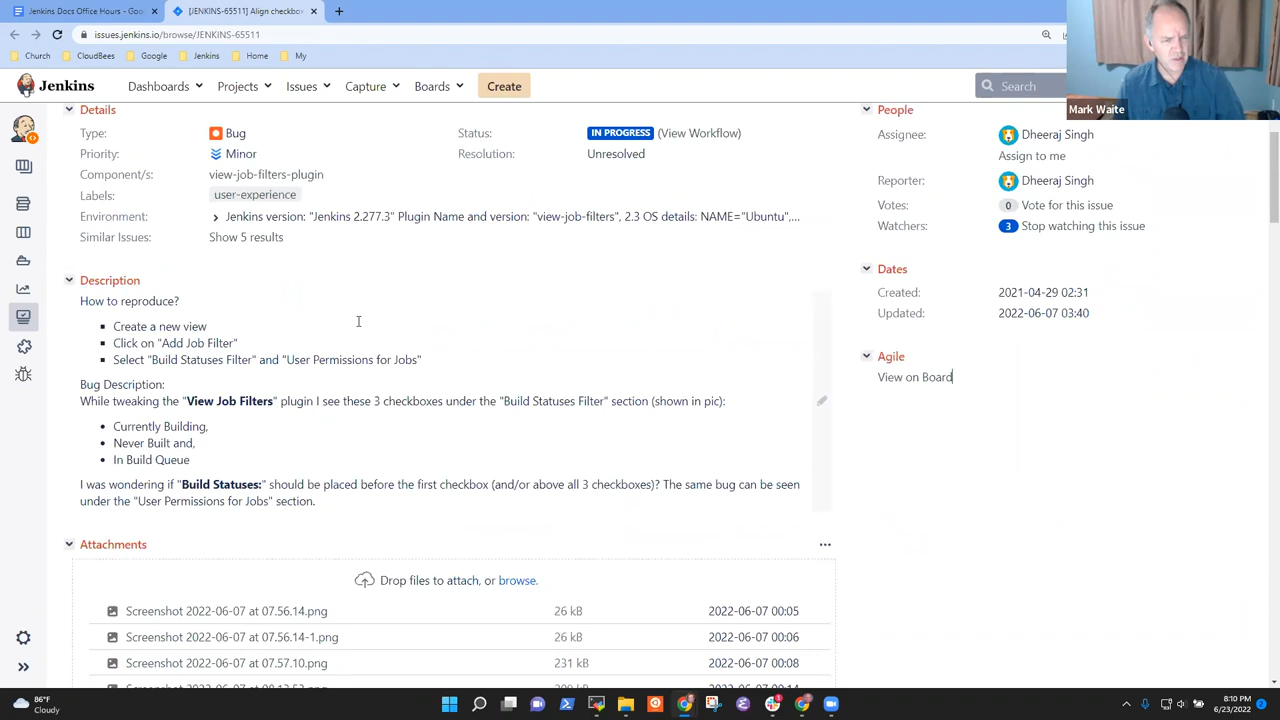 Jenkins Docs Office Hours - Goo
[JENKINS-65511] Align checkbox
issues.jenkins.io/browse/JENKINS-65511
Church
CloudBees
Google
Jenkins
Home
My
Jenkins
Dashboards
Projects
Issues
Capture
Boards
Create
Search
Mark Waite
Details
Type:
Bug
Status:
IN PROGRESS (View Workflow)
Priority:
Minor
Resolution:
Unresolved
Component/s:
view-job-filters-plugin
Labels:
user-experience
Environment:
Jenkins version: "Jenkins 2.277.3" Plugin Name and version: "view-job-filters", 2.3 OS details: NAME="Ubuntu",...
Similar Issues:
Show 5 results
Description
How to reproduce?
Create a new view
Click on "Add Job Filter"
Select "Build Statuses Filter" and "User Permissions for Jobs"
Bug Description:
While tweaking the "View Job Filters" plugin I see these 3 checkboxes under the "Build Statuses Filter" section (shown in pic):
Currently Building,
Never Built and,
In Build Queue
I was wondering if "Build Statuses:" should be placed before the first checkbox (and/or above all 3 checkboxes)? The same bug can be seen
under the "User Permissions for Jobs" section.
Attachments
Drop files to attach, or browse.
Screenshot 2022-06-07 at 07.56.14.png
26 kB
2022-06-07 00:05
Screenshot 2022-06-07 at 07.56.14-1.png
26 kB
2022-06-07 00:06
Screenshot 2022-06-07 at 07.57.10.png
231 kB
2022-06-07 00:08
People
Assignee:
Dheeraj Singh
Assign to me
Reporter:
Dheeraj Singh
Votes:
0 Vote for this issue
Watchers:
3 Stop watching this issue
Dates
Created:
2021-04-29 02:31
Updated:
2022-06-07 03:40
Agile
View on Board
86°F
Cloudy
8:10 PM
6/23/2022